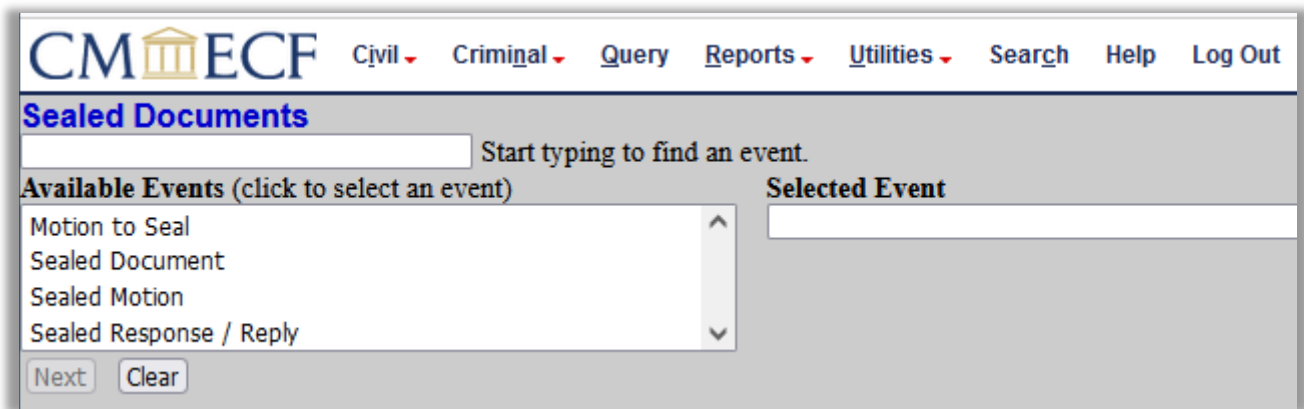 CM ECF Civil Criminal Query Reports Utilities Search Help Log Out
Sealed Documents
Start typing to find an event.
Available Events (click to select an event) Selected Event
Motion to Seal
Sealed Document
Sealed Motion
Sealed Response / Reply
Next Clear